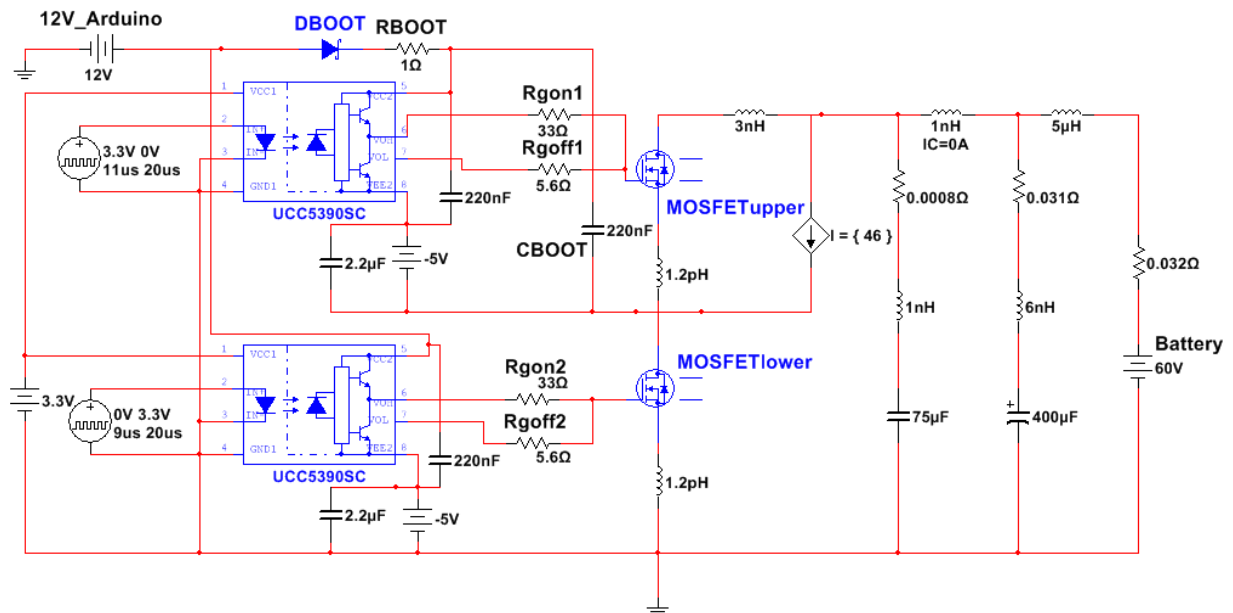 12V_Arduino
12V
DBOOT
RBOOT
1Ω
1
VCC1
5
VCC2
2
IN+
3
IN-
4
GND1
6
VOH
7
VOL
8
VEE2
UCC5390SC
3.3V 0V
11us 20us
Rgon1
33Ω
Rgoff1
5.6Ω
220nF
2.2µF
-5V
CBOOT
220nF
MOSFETupper
1.2pH
3nH
I = { 46 }
1nH
IC=0A
5µH
0.0008Ω
1nH
75µF
0.031Ω
6nH
+
400µF
0.032Ω
Battery
60V
3.3V
0V 3.3V
9us 20us
1
VCC1
5
VCC2
2
IN+
3
IN-
4
GND1
6
VOH
7
VOL
8
VEE2
UCC5390SC
Rgon2
33Ω
Rgoff2
5.6Ω
220nF
2.2µF
-5V
MOSFETlower
1.2pH